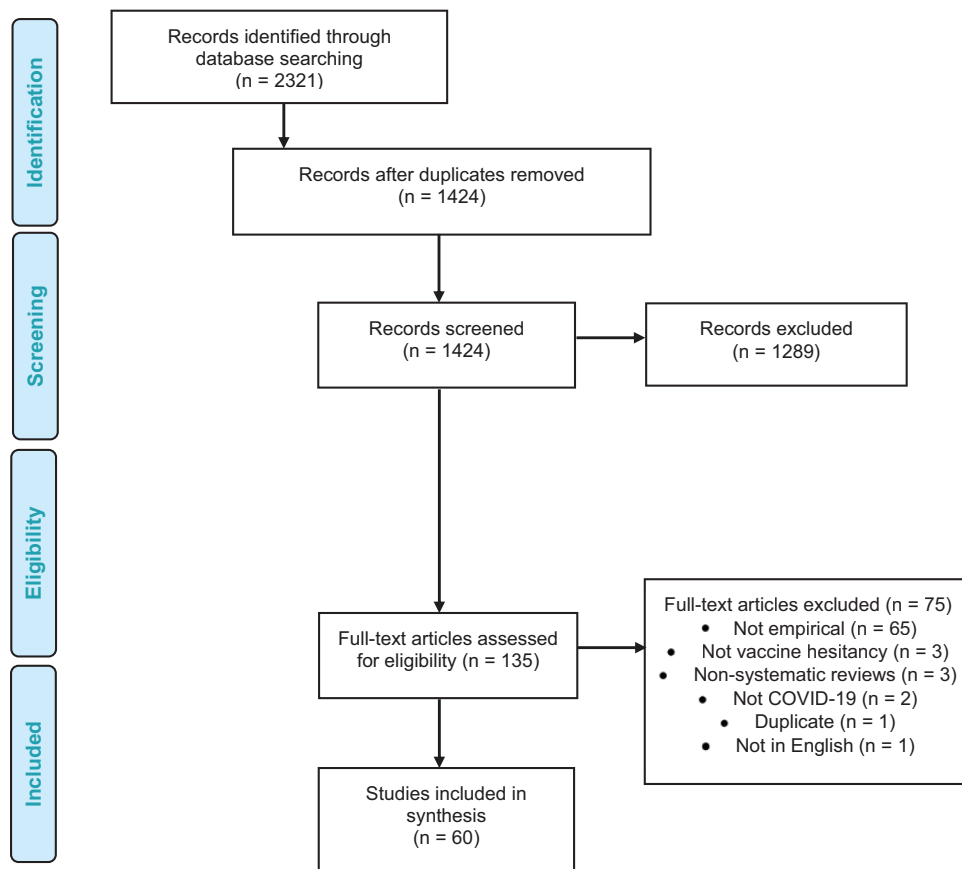 Identification
Records identified through
database searching
(n = 2321)
Records after duplicates removed
(n = 1424)
Screening
Records screened
(n = 1424)
Records excluded
(n = 1289)
Eligibility
Full-text articles assessed
for eligibility (n = 135)
Full-text articles excluded (n = 75)
• Not empirical (n = 65)
• Not vaccine hesitancy (n = 3)
• Non-systematic reviews (n = 3)
• Not COVID-19 (n = 2)
• Duplicate (n = 1)
• Not in English (n = 1)
Included
Studies included in
synthesis
(n = 60)